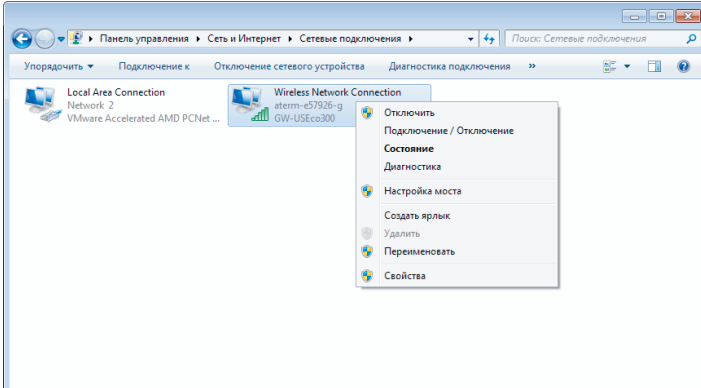 Панель управления ▸ Сеть и Интернет ▸ Сетевые подключения ▸
Поиск: Сетевые подключения
Упорядочить ▾ Подключение к Отключение сетевого устройства Диагностика подключения »
Local Area Connection
Network 2
VMware Accelerated AMD PCNet ...
Wireless Network Connection
aterm-e57926-g
GW-USEco300
Отключить
Подключение / Отключение
Состояние
Диагностика
Настройка моста
Создать ярлык
Удалить
Переименовать
Свойства